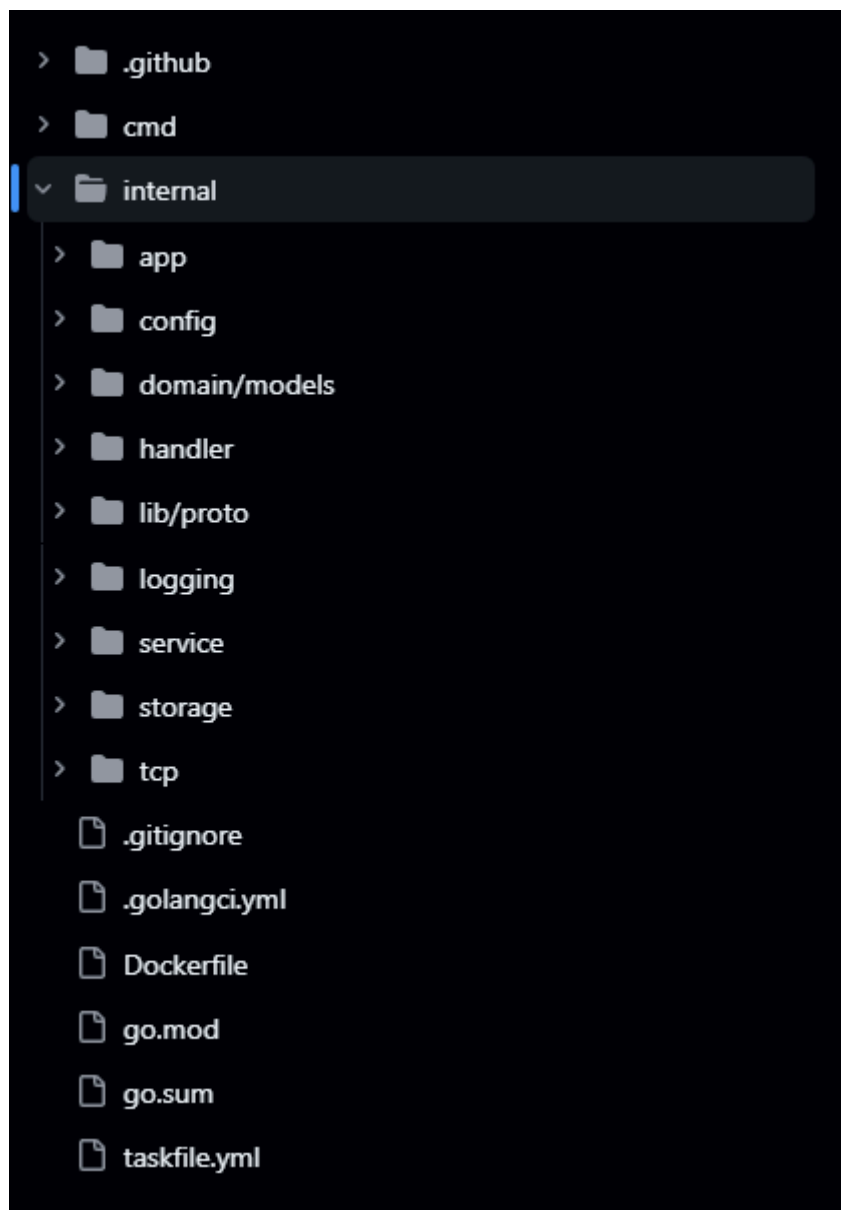 .github
cmd
internal
app
config
domain/models
handler
lib/proto
logging
service
storage
tcp
.gitignore
.golangci.yml
Dockerfile
go.mod
go.sum
taskfile.yml